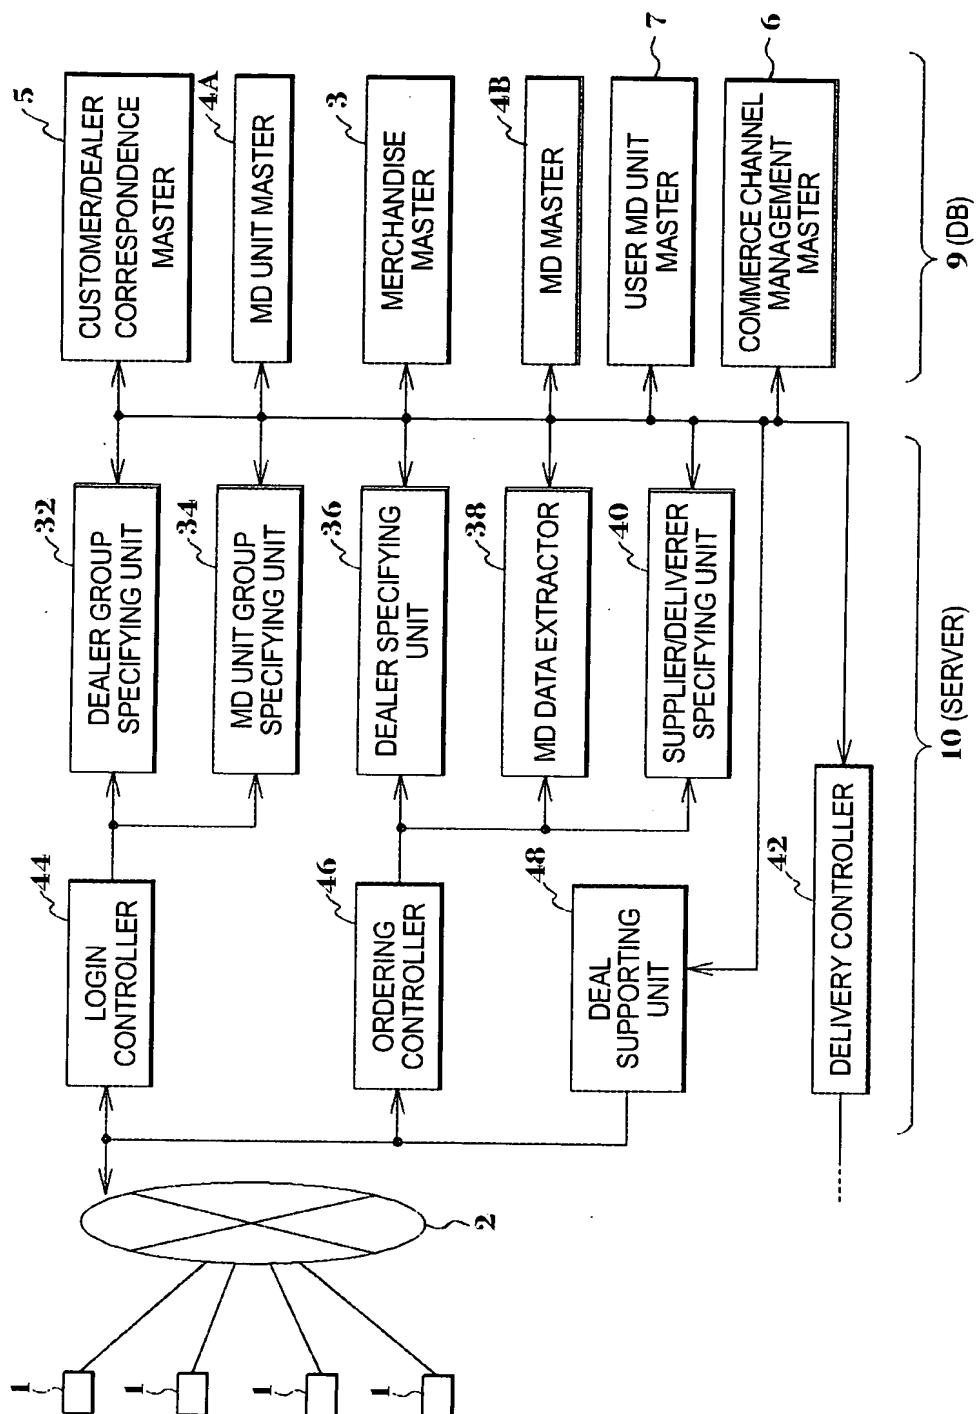 1
1
1
1
2
LOGIN
CONTROLLER
44
ORDERING
CONTROLLER
46
DEAL
SUPPORTING
UNIT
48
DELIVERY CONTROLLER
42
DEALER GROUP
SPECIFYING UNIT
32
MD UNIT GROUP
SPECIFYING UNIT
34
DEALER SPECIFYING
UNIT
36
MD DATA EXTRACTOR
38
SUPPLIER/DELIVERER
SPECIFYING UNIT
40
10 (SERVER)
CUSTOMER/DEALER
CORRESPONDENCE
MASTER
5
MD UNIT MASTER
4A
MERCHANDISE
MASTER
3
MD MASTER
4B
USER MD UNIT
MASTER
7
COMMERCE CHANNEL
MANAGEMENT
MASTER
6
9 (DB)